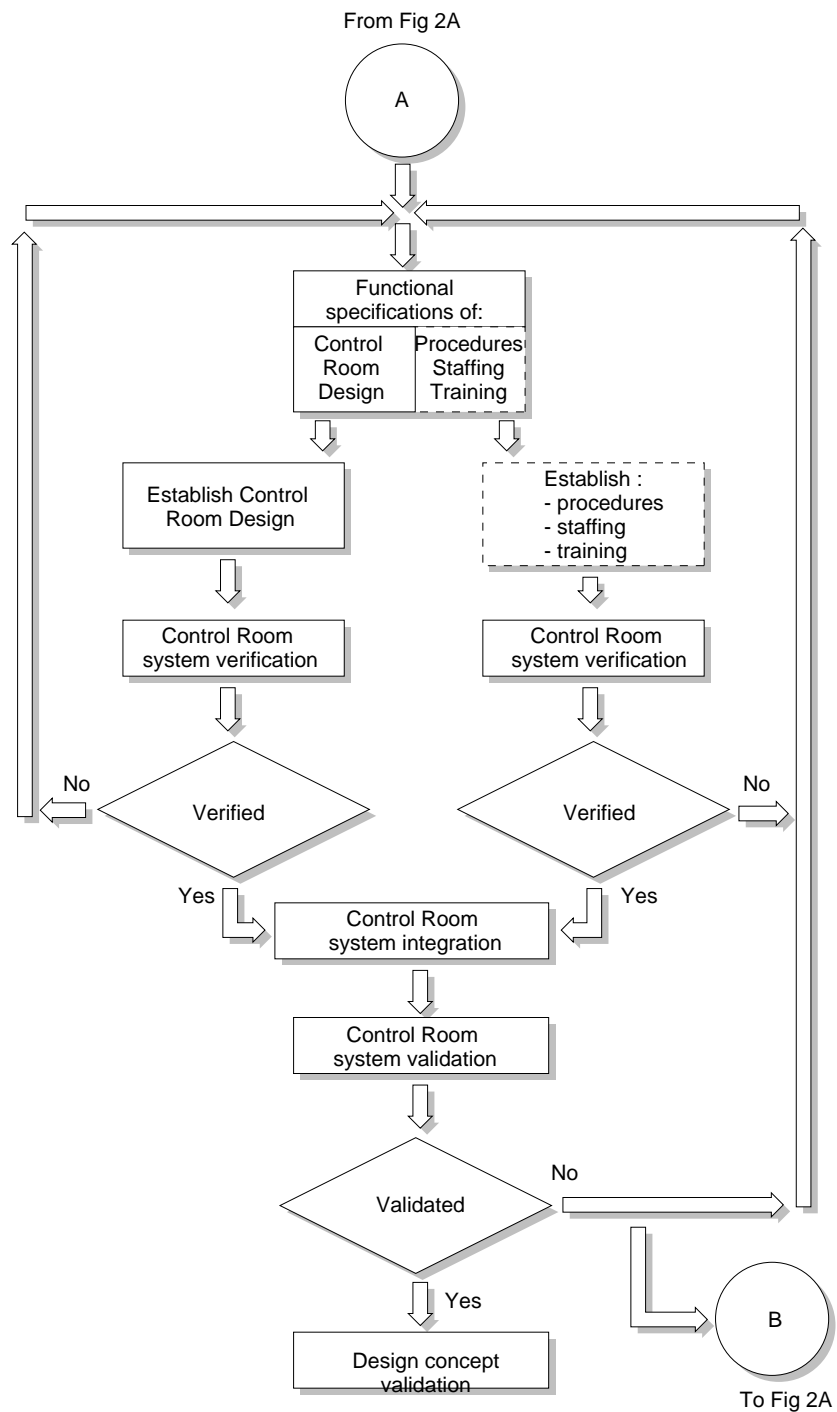 From Fig 2A
A
Functional
specifications of:
Control
Room
Design
Procedures
Staffing
Training
Establish Control
Room Design
Establish :
- procedures
- staffing
- training
Control Room
system verification
Control Room
system verification
No
Verified
Verified
No
Yes
Yes
Control Room
system integration
Control Room
system validation
Validated
No
Yes
B
Design concept
validation
To Fig 2A